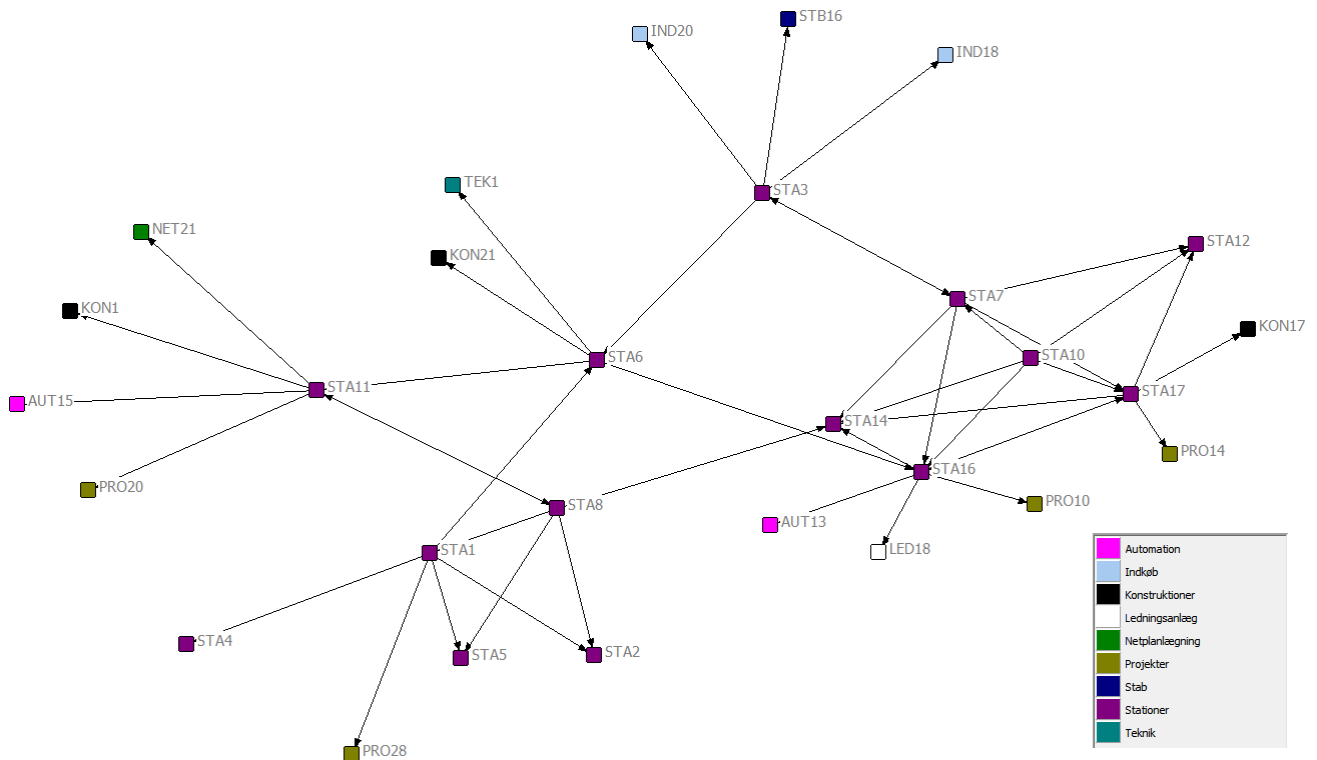 STB16
IND20
IND18
TEK1
STA3
NET21
STA12
KON21
STA7
KON1
KON17
STA6
STA10
STA11
STA17
AUT15
STA14
PRO14
STA16
PRO20
PRO10
STA8
AUT13
STA1
LED18
STA4
STA5
STA2
PRO28
Automation
Indkøb
Konstruktioner
Ledningsanlæg
Netplanlægning
Projekter
Stab
Stationer
Teknik